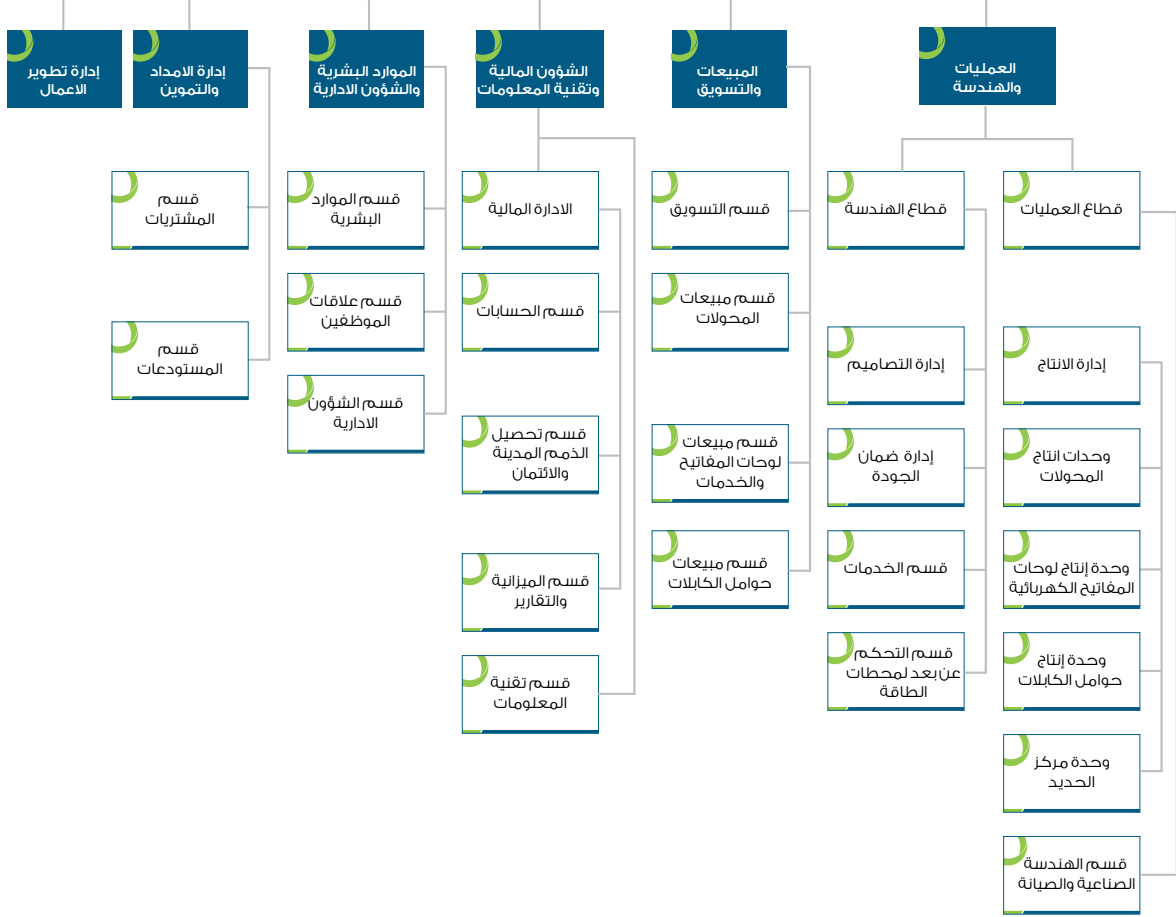 العمليات
والهندسة
المبيعات
والتسويق
الشؤون المالية
وتقنية المعلومات
الموارد البشرية
والشؤون الادارية
إدارة الامداد
والتموين
إدارة تطوير
الاعمال
قطاع العمليات
قطاع الهندسة
قسم التسويق
الادارة المالية
قسم الموارد
البشرية
قسم
المشتريات
قسم مبيعات
المحولات
قسم الحسابات
قسم علاقات
الموظفين
قسم
المستودعات
إدارة الانتاج
إدارة التصاميم
قسم الشؤون
الادارية
وحدات انتاج
المحولات
إدارة ضمان
الجودة
قسم مبيعات
لوحات المفاتيح
والخدمات
قسم تحصيل
الذمم المدينة
والائتمان
وحدة إنتاج لوحات
المفاتيح الكهربائية
قسم الخدمات
قسم مبيعات
حوامل الكابلات
قسم الميزانية
والتقارير
وحدة إنتاج
حوامل الكابلات
قسم التحكم
عن بعد لمحطات
الطاقة
قسم تقنية
المعلومات
وحدة مركز
الحديد
قسم الهندسة
الصناعية والصيانة